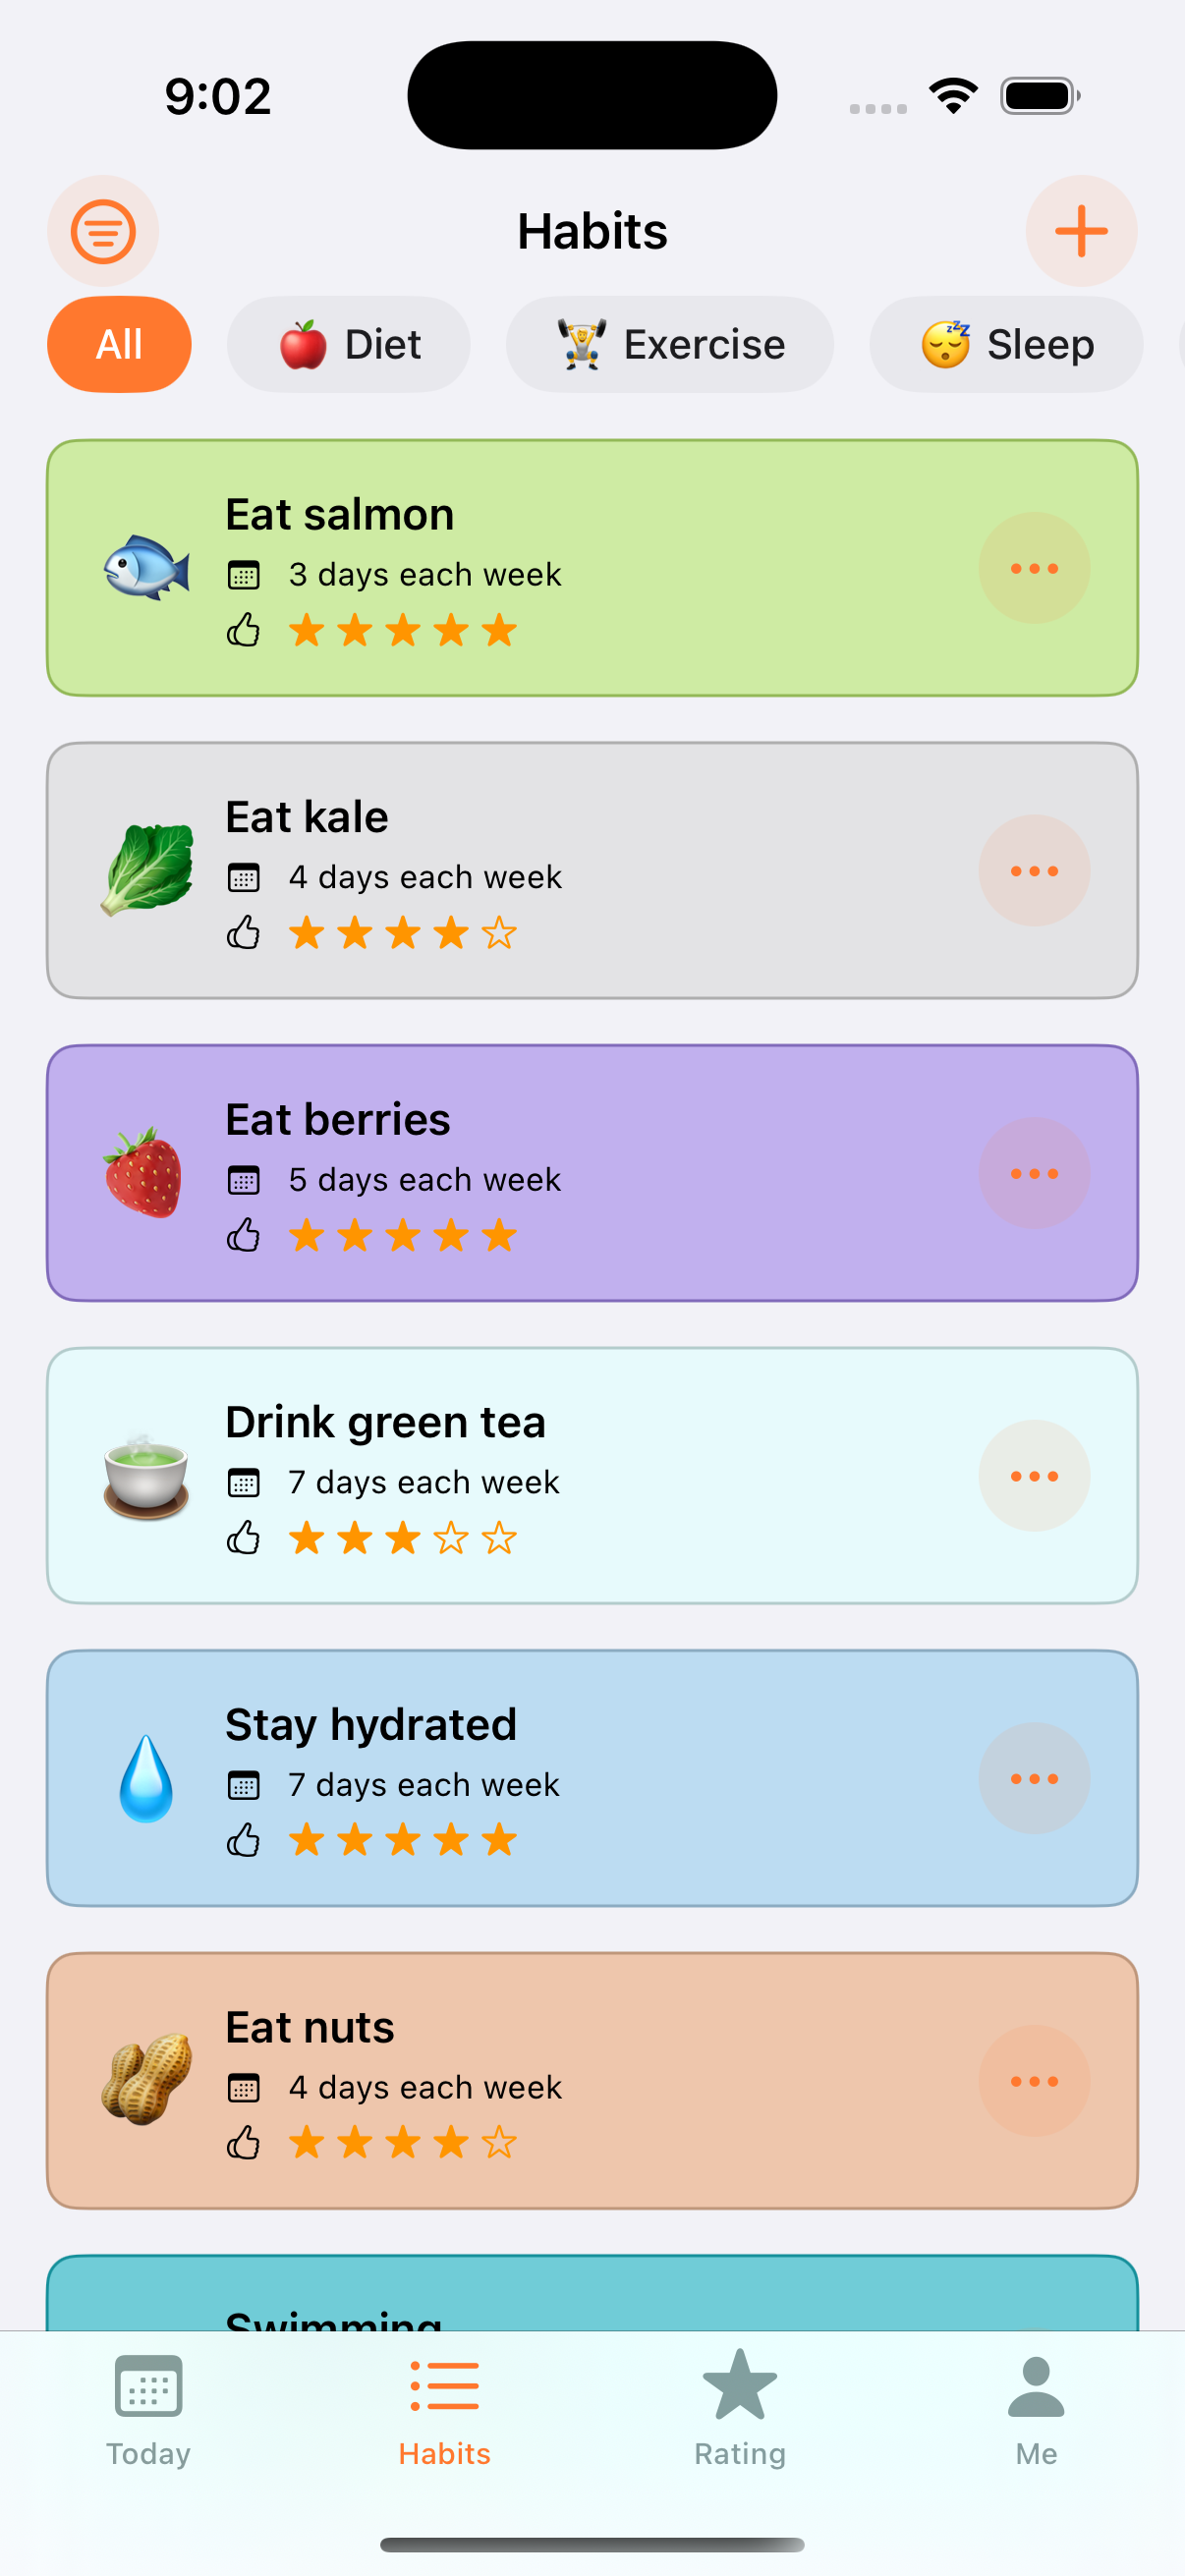 9:02
Habits
All
Diet
Exercise
Sleep
Eat salmon
3 days each week
Eat kale
4 days each week
Eat berries
5 days each week
Drink green tea
7 days each week
Stay hydrated
7 days each week
Eat nuts
4 days each week
Swimming
Today
Habits
Rating
Me